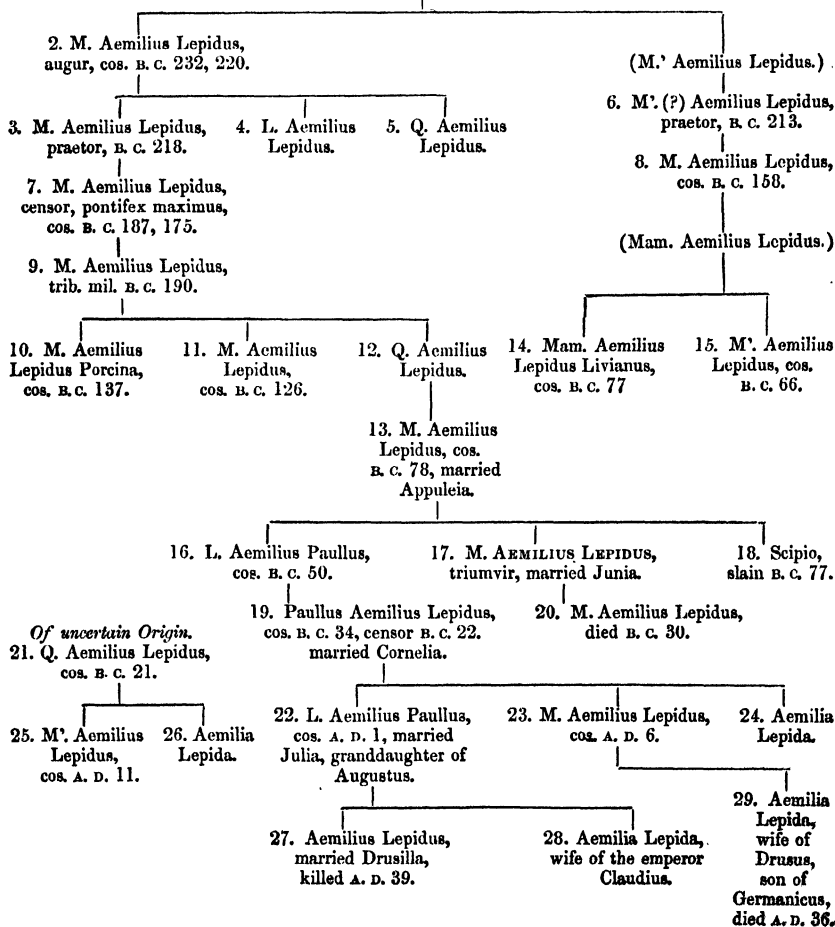 2. M. Aemilius Lepidus,
augur, cos. B. C. 232, 220.
(M.' Aemilius Lepidus.)
3. M. Aemilius Lepidus,
praetor, B. C. 218.
4. L. Aemilius
Lepidus.
5. Q. Aemilius
Lepidus.
6. M'. (?) Aemilius Lepidus,
praetor, B. C. 213.
7. M. Aemilius Lepidus,
censor, pontifex maximus,
cos. B. C. 187, 175.
8. M. Aemilius Lepidus,
cos. B. C. 158.
9. M. Aemilius Lepidus,
trib. mil. B. C. 190.
(Mam. Aemilius Lepidus.)
10. M. Aemilius
Lepidus Porcina,
cos. B. C. 137.
11. M. Aemilius
Lepidus,
cos. B. C. 126.
12. Q. Aemilius
Lepidus.
14. Mam. Aemilius
Lepidus Livianus,
cos. B. C. 77
15. M'. Aemilius
Lepidus, cos.
B. C. 66.
13. M. Aemilius
Lepidus, cos.
B. C. 78, married
Appuleia.
16. L. Aemilius Paullus,
cos. B. C. 50.
17. M. AEMILIUS LEPIDUS,
triumvir, married Junia.
18. Scipio,
slain B. C. 77.
19. Paullus Aemilius Lepidus,
cos. B. C. 34, censor B. C. 22.
married Cornelia.
20. M. Aemilius Lepidus,
died B. C. 30.
Of uncertain Origin.
21. Q. Aemilius Lepidus,
cos. B. C. 21.
25. M'. Aemilius
Lepidus,
cos. A. D. 11.
26. Aemilia
Lepida.
22. L. Aemilius Paullus,
cos. A. D. 1, married
Julia, granddaughter of
Augustus.
23. M. Aemilius Lepidus,
cos. A. D. 6.
24. Aemilia
Lepida.
27. Aemilius Lepidus,
married Drusilla,
killed A. D. 39.
28. Aemilia Lepida,
wife of the emperor
Claudius.
29. Aemilia
Lepida,
wife of
Drusus,
son of
Germanicus,
died A. D. 36.